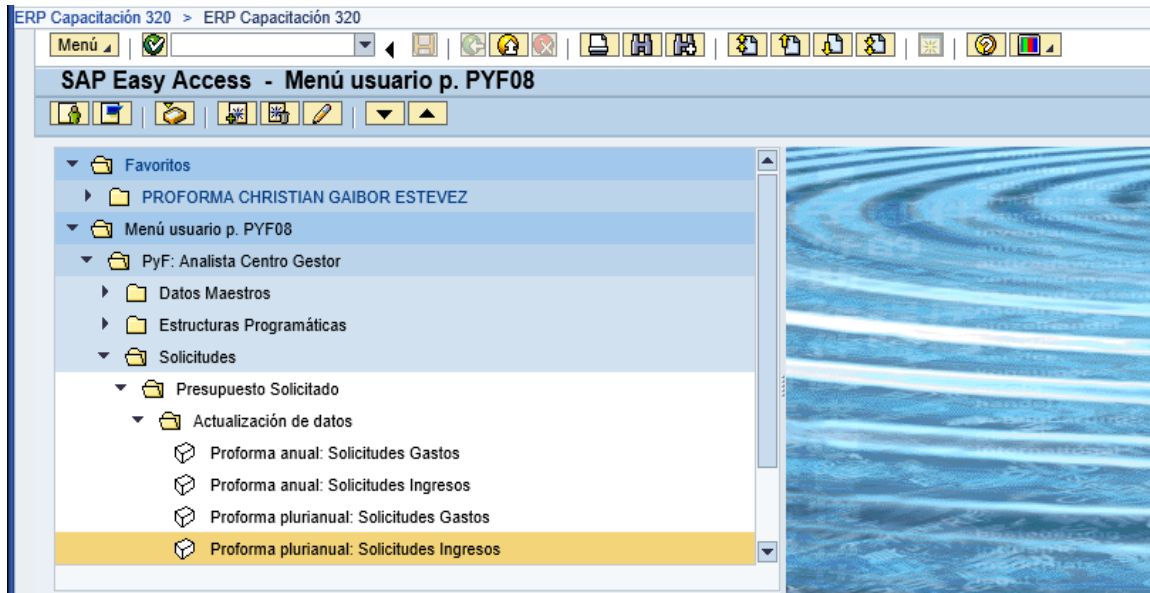 ERP Capacitación 320 > ERP Capacitación 320
Menú
SAP Easy Access - Menú usuario p. PYF08
Favoritos
PROFORMA CHRISTIAN GAIBOR ESTEVEZ
Menú usuario p. PYF08
PyF: Analista Centro Gestor
Datos Maestros
Estructuras Programáticas
Solicitudes
Presupuesto Solicitado
Actualización de datos
Proforma anual: Solicitudes Gastos
Proforma anual: Solicitudes Ingresos
Proforma plurianual: Solicitudes Gastos
Proforma plurianual: Solicitudes Ingresos